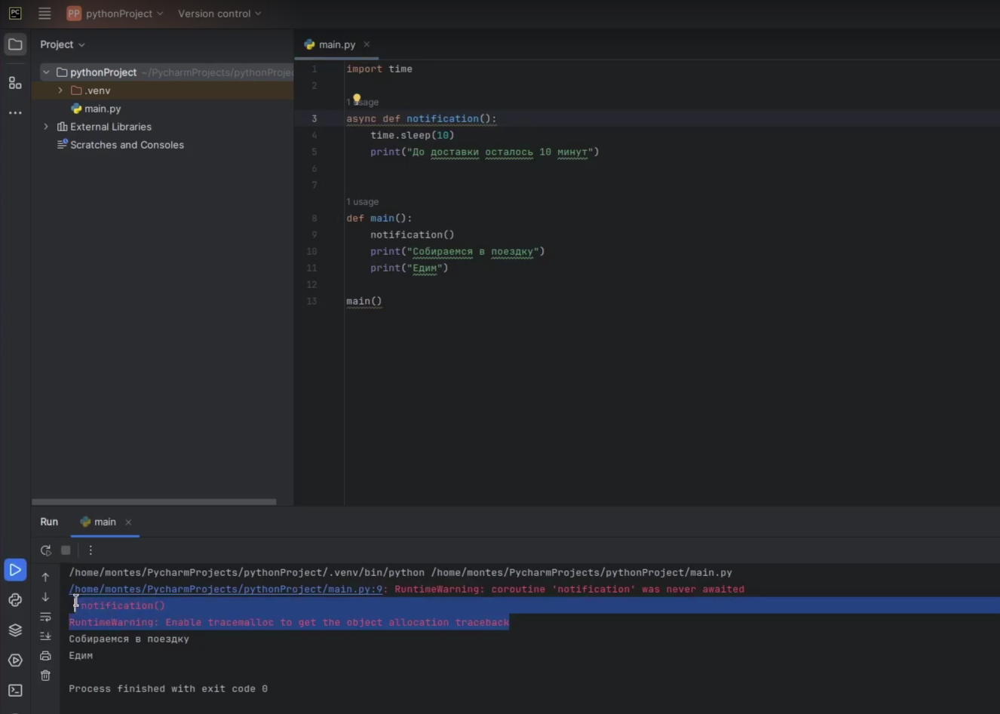 PC
PP pythonProject Version control
Project
main.py
pythonProject ~/PycharmProjects/pythonProjec
.venv
main.py
External Libraries
Scratches and Consoles
1 import time
2
1 usage
3 async def notification():
4 time.sleep(10)
5 print("До доставки осталось 10 минут")
6
7
1 usage
8 def main():
9 notification()
10 print("Собираемся в поездку")
11 print("Едим")
12
13 main()
Run main
/home/montes/PycharmProjects/pythonProject/.venv/bin/python /home/montes/PycharmProjects/pythonProject/main.py
/home/montes/PycharmProjects/pythonProject/main.py:9: RuntimeWarning: coroutine 'notification' was never awaited
notification()
RuntimeWarning: Enable tracemalloc to get the object allocation traceback
Собираемся в поездку
Едим
Process finished with exit code 0